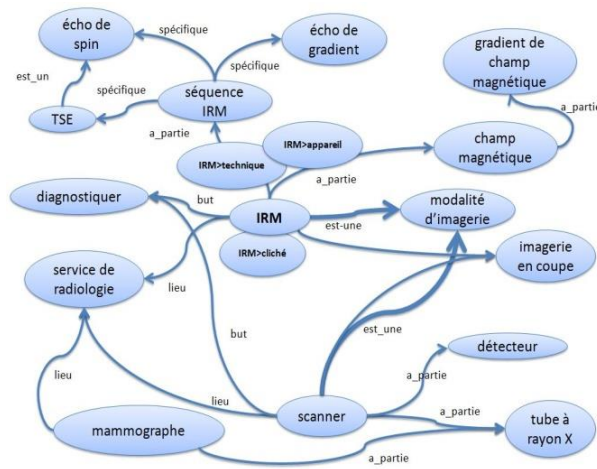 écho de
spin
écho de
gradient
gradient de
champ
magnétique
spécifique
spécifique
est_un
spécifique
séquence
IRM
TSE
a_partie
a_partie
IRM>appareil
champ
magnétique
IRM>technique
a_partie
diagnostiquer
but
IRM
est-une
modalité
d'imagerie
IRM>cliché
imagerie
en coupe
service de
radiologie
lieu
but
est_une
détecteur
lieu
lieu
a_partie
scanner
a_partie
tube à
rayon X
mammographe
a_partie